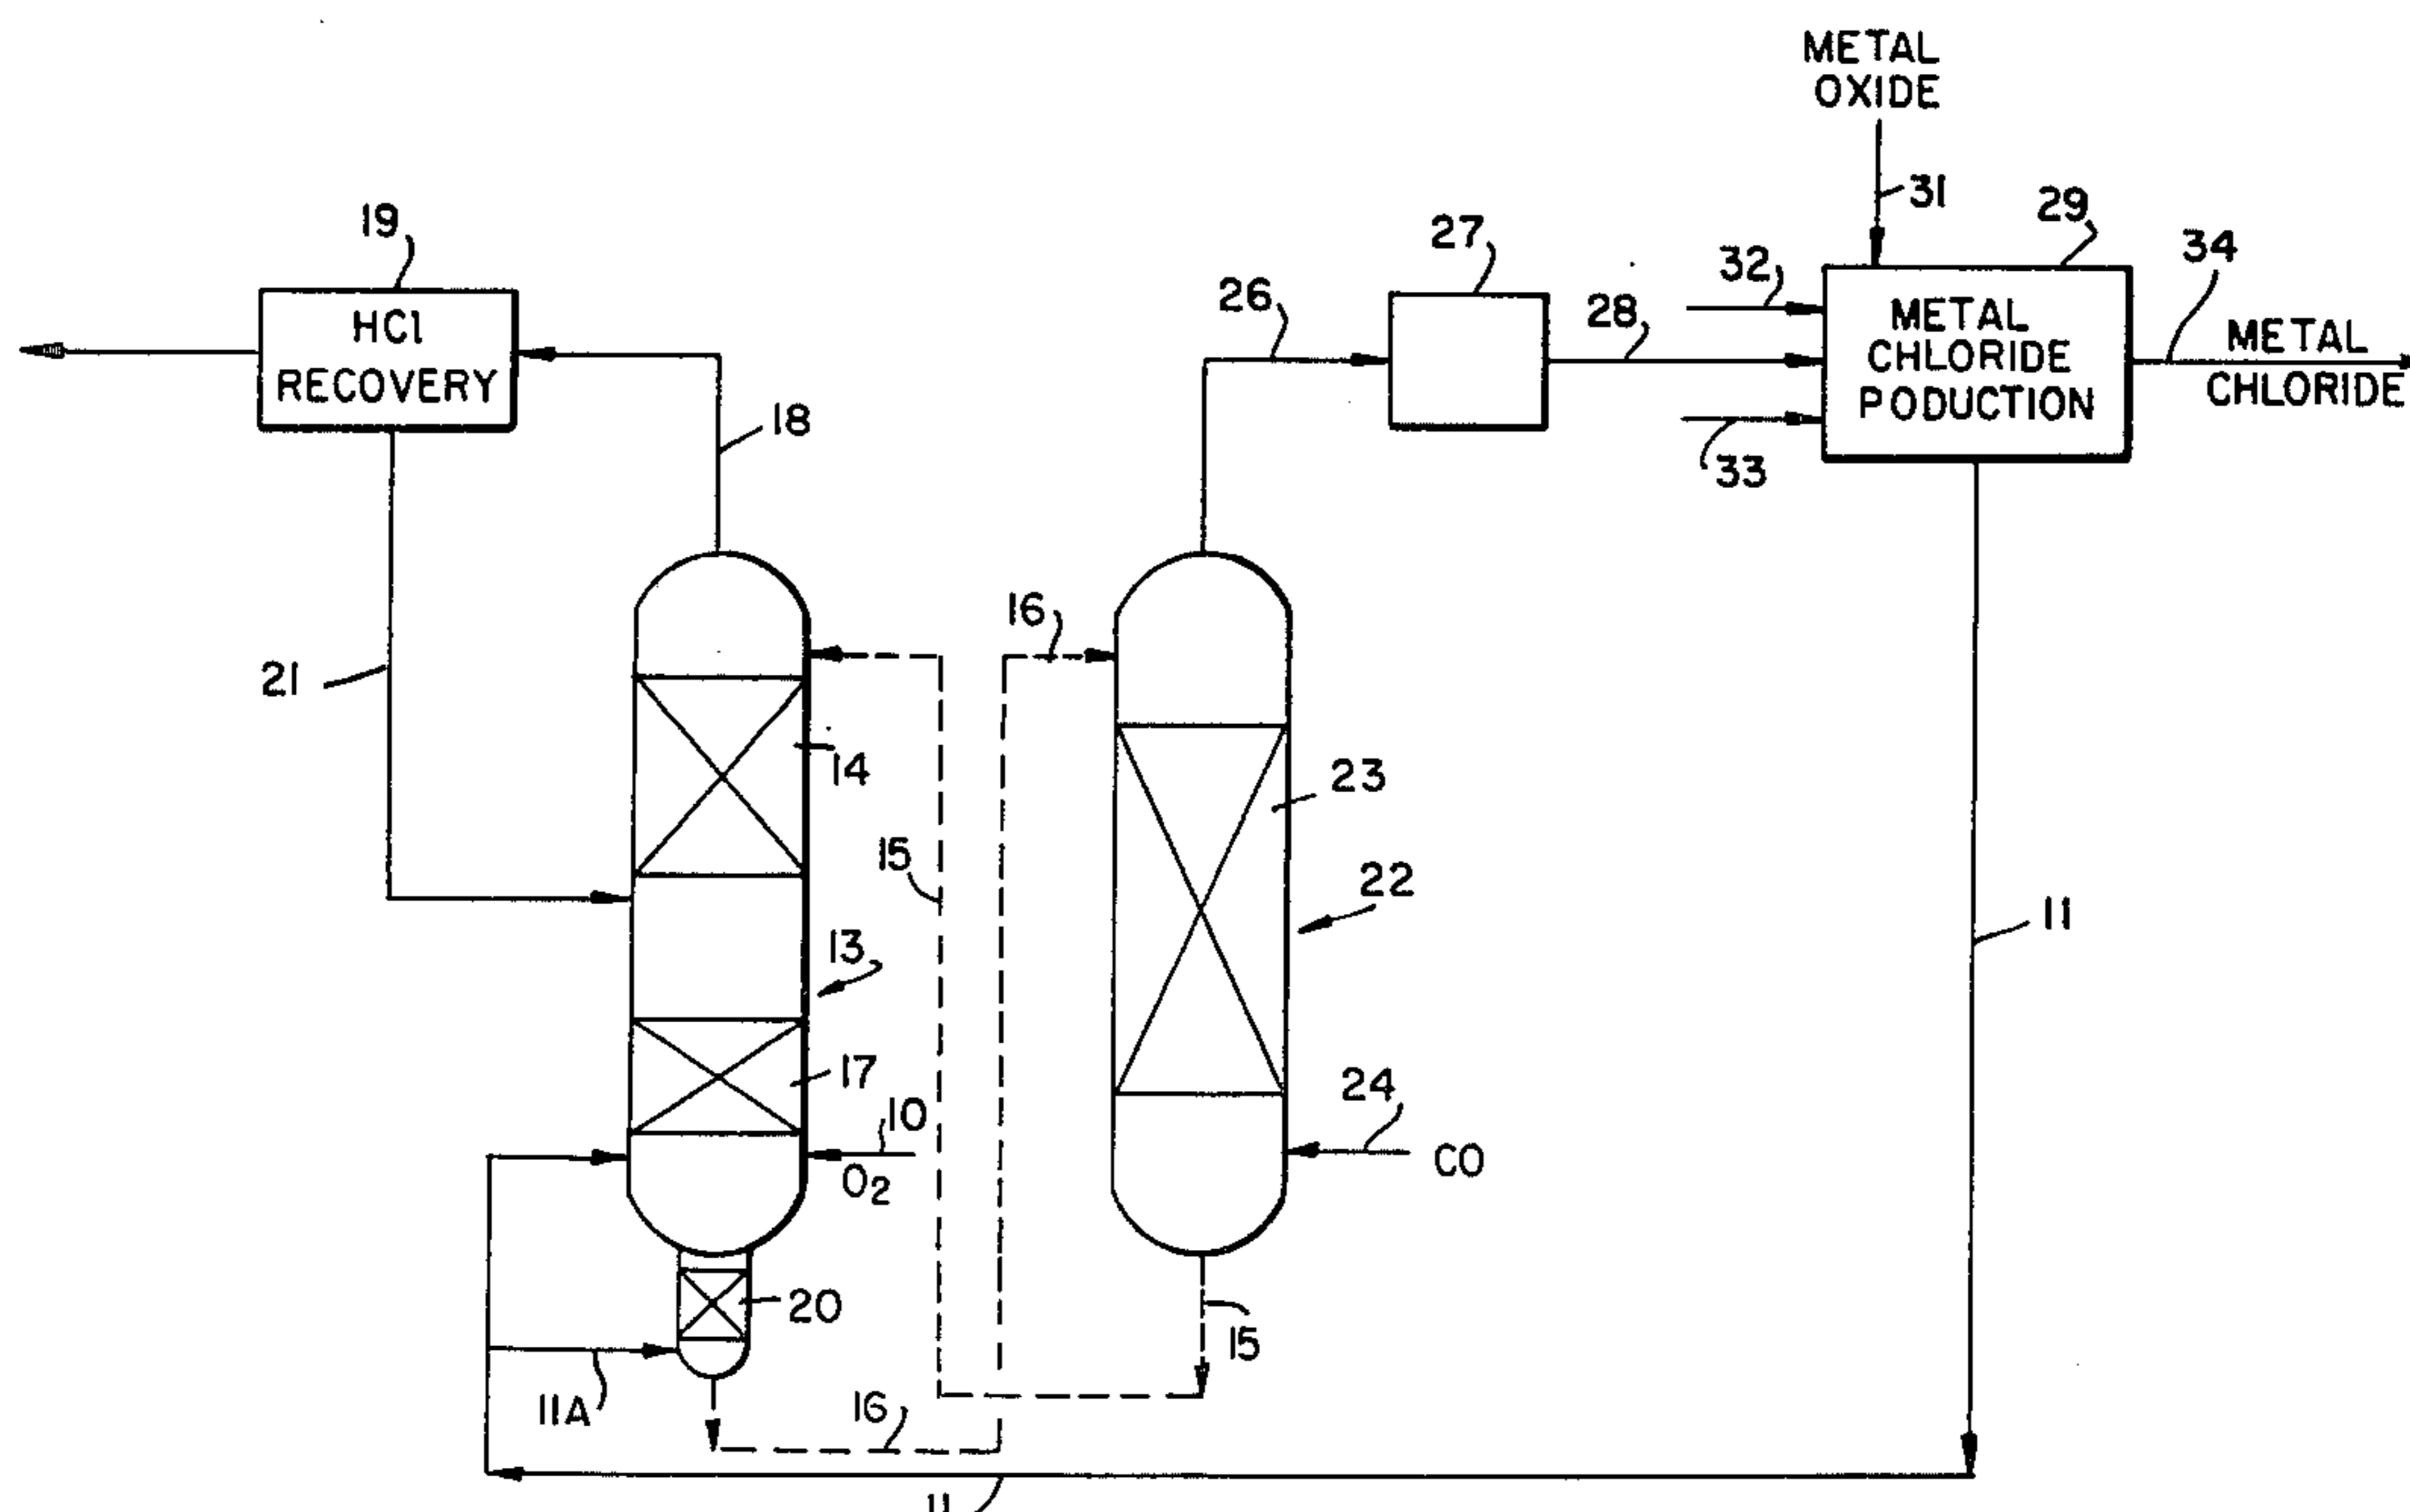 METAL
OXIDE
31
29
34
19
27
32
26
28
HCl
RECOVERY
METAL
CHLORIDE
PODUCTION
METAL
CHLORIDE
18
33
16
21
14
23
15
22
13
11
17
10
24
O2
CO
20
15
11A
16
11